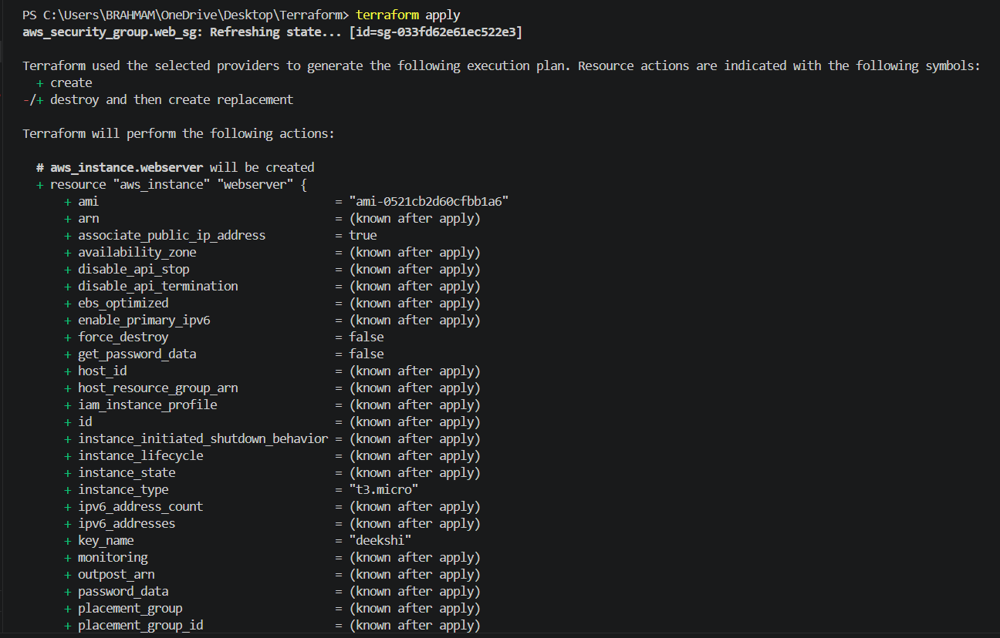 PS C:\Users\BRAHMAM\OneDrive\Desktop\Terraform> terraform apply
aws_security_group.web_sg: Refreshing state... [id=sg-033fd62e61ec522e3]
Terraform used the selected providers to generate the following execution plan. Resource actions are indicated with the following symbols:
  + create
-/+ destroy and then create replacement
Terraform will perform the following actions:
  # aws_instance.webserver will be created
  + resource "aws_instance" "webserver" {
      + ami                                  = "ami-0521cb2d60cfbb1a6"
      + arn                                  = (known after apply)
      + associate_public_ip_address          = true
      + availability_zone                    = (known after apply)
      + disable_api_stop                     = (known after apply)
      + disable_api_termination              = (known after apply)
      + ebs_optimized                        = (known after apply)
      + enable_primary_ipv6                  = (known after apply)
      + force_destroy                        = false
      + get_password_data                    = false
      + host_id                              = (known after apply)
      + host_resource_group_arn              = (known after apply)
      + iam_instance_profile                 = (known after apply)
      + id                                   = (known after apply)
      + instance_initiated_shutdown_behavior = (known after apply)
      + instance_lifecycle                   = (known after apply)
      + instance_state                       = (known after apply)
      + instance_type                        = "t3.micro"
      + ipv6_address_count                   = (known after apply)
      + ipv6_addresses                       = (known after apply)
      + key_name                             = "deekshi"
      + monitoring                           = (known after apply)
      + outpost_arn                          = (known after apply)
      + password_data                        = (known after apply)
      + placement_group                      = (known after apply)
      + placement_group_id                   = (known after apply)